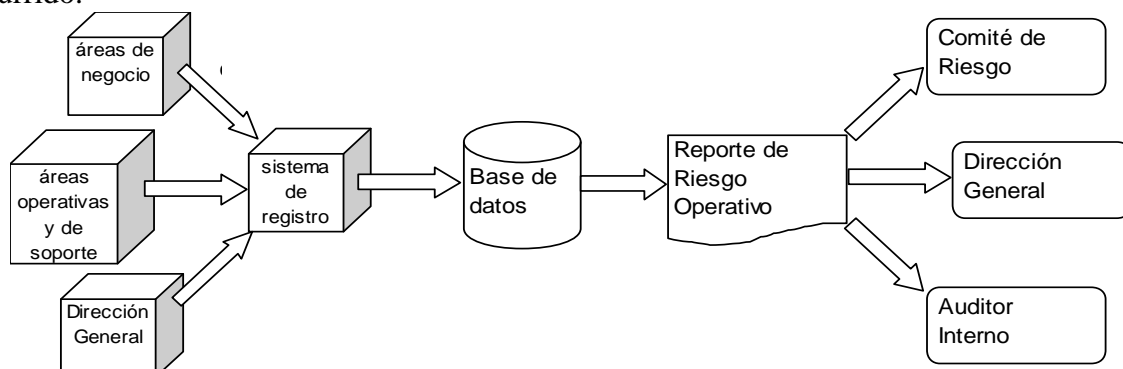 áreas de
negocio
áreas
operativas
y de
soporte
Dirección
General
sistema
de
registro
Base de
datos
Reporte de
Riesgo
Operativo
Comité de
Riesgo
Dirección
General
Auditor
Interno